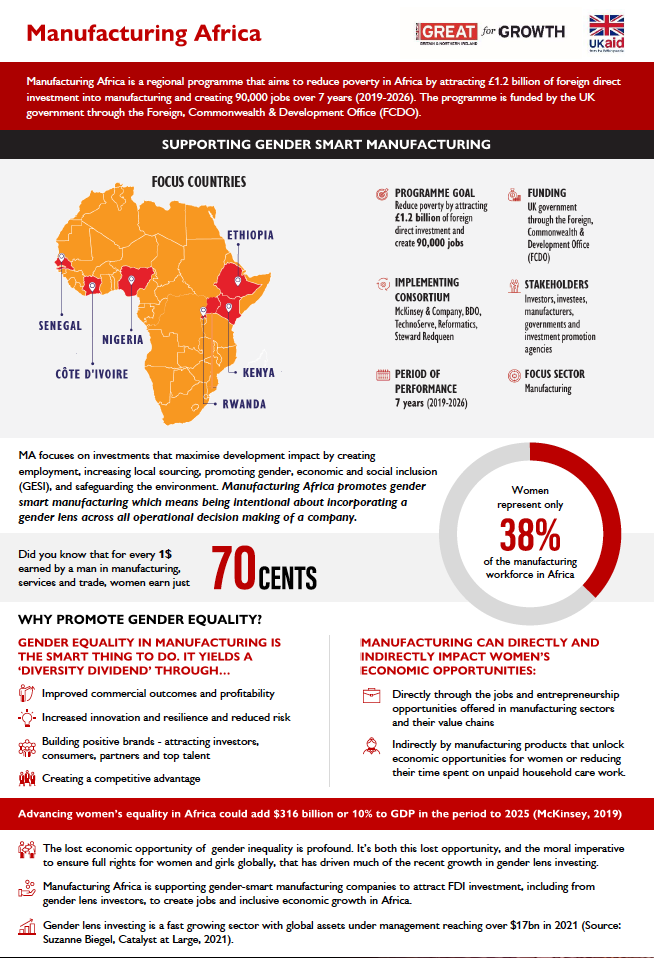 Manufacturing Africa
GREAT for GROWTH
BRITAIN & NORTHERN IRELAND
UKaid
Manufacturing Africa is a regional programme that aims to reduce poverty in Africa by attracting £1.2 billion of foreign direct
investment into manufacturing and creating 90,000 jobs over 7 years (2019-2026). The programme is funded by the UK
government through the Foreign, Commonwealth & Development Office (FCDO).
SUPPORTING GENDER SMART MANUFACTURING
FOCUS COUNTRIES
ETHIOPIA
SENEGAL
NIGERIA
CÔTE D'IVOIRE
KENYA
RWANDA
PROGRAMME GOAL
Reduce poverty by attracting
£1.2 billion of foreign
direct investment and
create 90,000 jobs
FUNDING
UK government
through the Foreign,
Commonwealth &
Development Office
(FCDO)
IMPLEMENTING
CONSORTIUM
McKinsey & Company, BDO,
TechnoServe, Reformatics,
Steward Redqueen
STAKEHOLDERS
Investors, investees,
manufacturers,
governments and
investment promotion
agencies
PERIOD OF
PERFORMANCE
7 years (2019-2026)
FOCUS SECTOR
Manufacturing
MA focuses on investments that maximise development impact by creating
employment, increasing local sourcing, promoting gender, economic and social inclusion
(GESI), and safeguarding the environment. Manufacturing Africa promotes gender
smart manufacturing which means being intentional about incorporating a
gender lens across all operational decision making of a company.
Women
represent only
38%
of the manufacturing
workforce in Africa
Did you know that for every 1$
earned by a man in manufacturing,
services and trade, women earn just
70 CENTS
WHY PROMOTE GENDER EQUALITY?
GENDER EQUALITY IN MANUFACTURING IS
THE SMART THING TO DO. IT YIELDS A
'DIVERSITY DIVIDEND' THROUGH...
Improved commercial outcomes and profitability
Increased innovation and resilience and reduced risk
Building positive brands - attracting investors,
consumers, partners and top talent
Creating a competitive advantage
MANUFACTURING CAN DIRECTLY AND
INDIRECTLY IMPACT WOMEN'S
ECONOMIC OPPORTUNITIES:
Directly through the jobs and entrepreneurship
opportunities offered in manufacturing sectors
and their value chains
Indirectly by manufacturing products that unlock
economic opportunities for women or reducing
their time spent on unpaid household care work.
Advancing women's equality in Africa could add $316 billion or 10% to GDP in the period to 2025 (McKinsey, 2019)
The lost economic opportunity of gender inequality is profound. It's both this lost opportunity, and the moral imperative
to ensure full rights for women and girls globally, that has driven much of the recent growth in gender lens investing.
Manufacturing Africa is supporting gender-smart manufacturing companies to attract FDI investment, including from
gender lens investors, to create jobs and inclusive economic growth in Africa.
Gender lens investing is a fast growing sector with global assets under management reaching over $17bn in 2021 (Source:
Suzanne Biegel, Catalyst at Large, 2021).